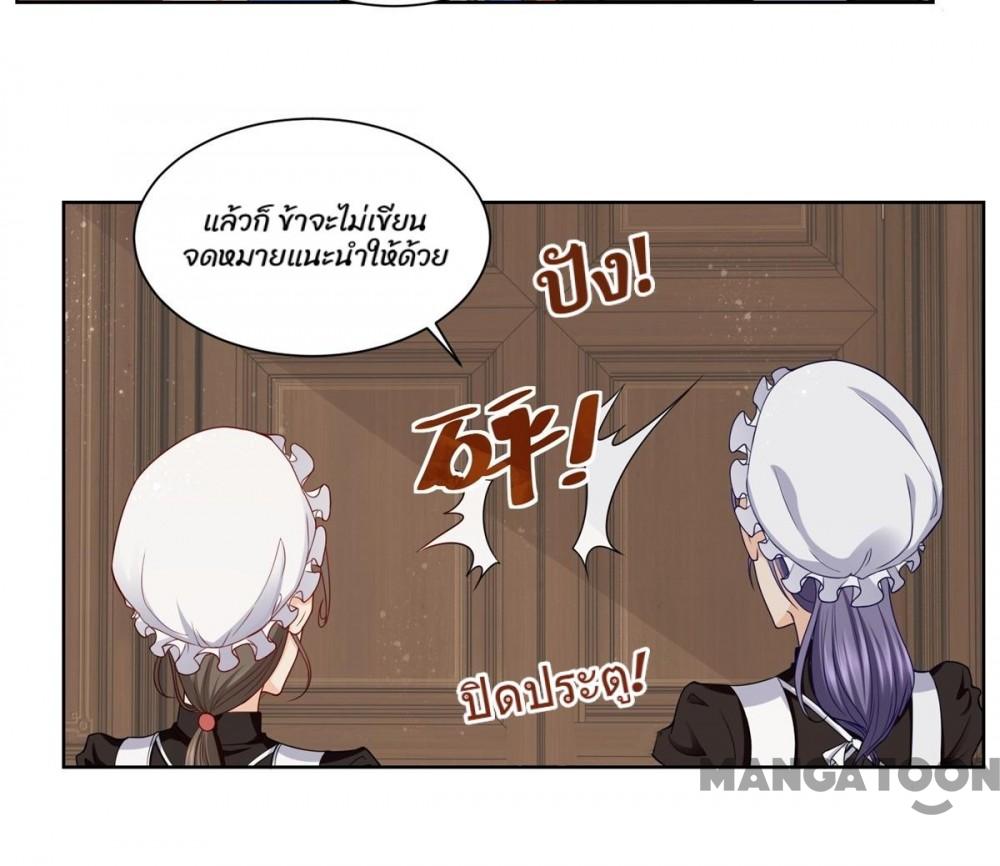 แล้วก็ ข้าจะไม่เขียน
จดหมายแนะนำให้ด้วย
ปัง!
砰!
ปิดประตู!
MANGATOON